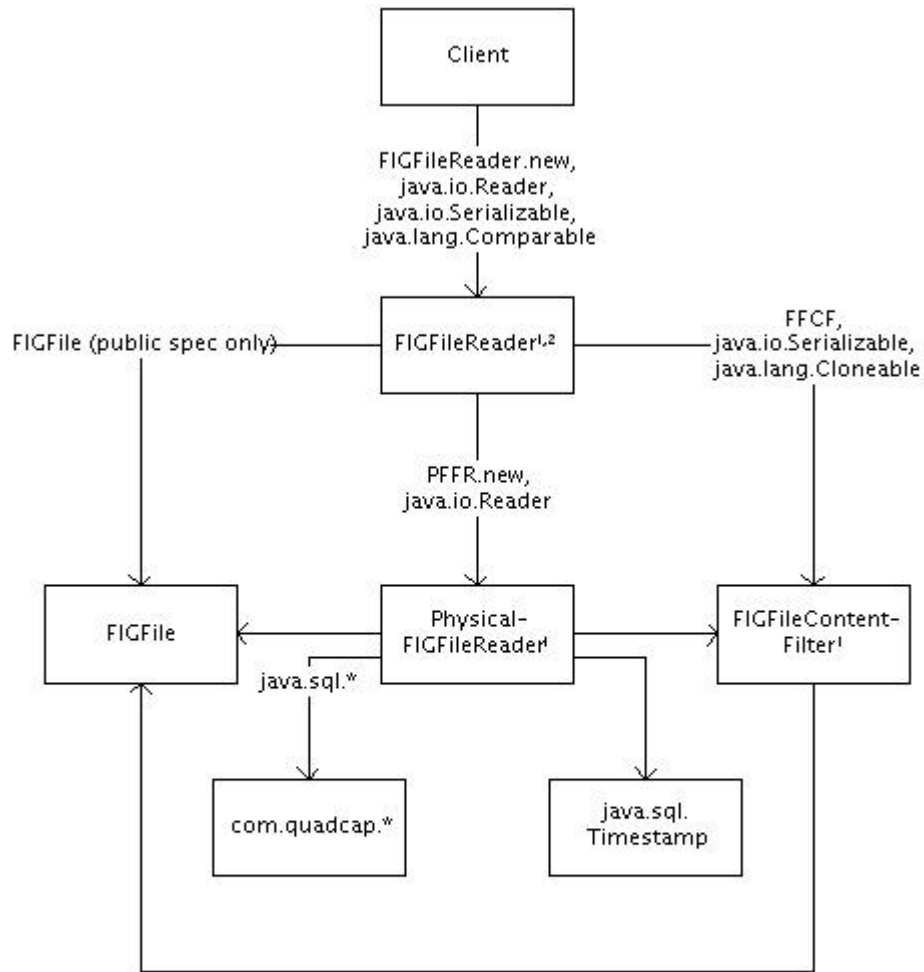 Client
FIGFileReader.new,
java.io.Reader,
java.io.Serializable,
java.lang.Comparable
FIGFile (public spec only)
FIGFileReader¹,²
FFCF,
java.io.Serializable,
java.lang.Cloneable
PFFR.new,
java.io.Reader
FIGFile
Physical-
FIGFileReader¹
FIGFileContent-
Filter¹
java.sql.*
com.quadcap.*
java.sql.
Timestamp